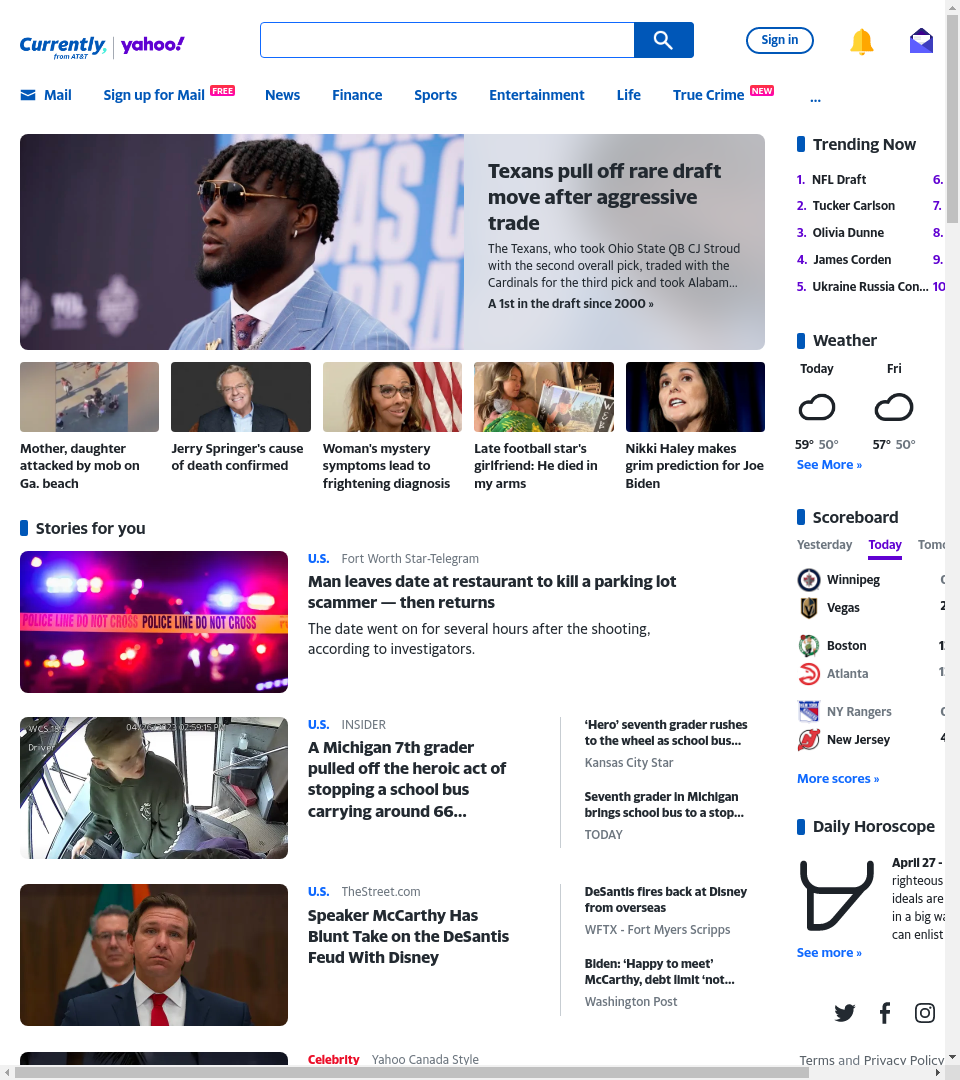 Currently, yahoo!
from AT&T
Sign in
Mail
Sign up for Mail FREE
News
Finance
Sports
Entertainment
Life
True Crime NEW
...
Texans pull off rare draft
move after aggressive
trade
The Texans, who took Ohio State QB CJ Stroud
with the second overall pick, traded with the
Cardinals for the third pick and took Alabam...
A 1st in the draft since 2000 »
Mother, daughter
attacked by mob on
Ga. beach
Jerry Springer's cause
of death confirmed
Woman's mystery
symptoms lead to
frightening diagnosis
Late football star's
girlfriend: He died in
my arms
Nikki Haley makes
grim prediction for Joe
Biden
Stories for you
POLICE LINE DO NOT CROSS POLICE LINE DO NOT CROSS
U.S. Fort Worth Star-Telegram
Man leaves date at restaurant to kill a parking lot
scammer — then returns
The date went on for several hours after the shooting,
according to investigators.
Driver
U.S. INSIDER
A Michigan 7th grader
pulled off the heroic act of
stopping a school bus
carrying around 66...
‘Hero’ seventh grader rushes
to the wheel as school bus...
Kansas City Star
Seventh grader in Michigan
brings school bus to a stop...
TODAY
U.S. TheStreet.com
Speaker McCarthy Has
Blunt Take on the DeSantis
Feud With Disney
DeSantis fires back at Disney
from overseas
WFTX - Fort Myers Scripps
Biden: ‘Happy to meet’
McCarthy, debt limit ‘not...
Washington Post
Celebrity Yahoo Canada Style
Trending Now
1. NFL Draft 6.
2. Tucker Carlson 7.
3. Olivia Dunne 8.
4. James Corden 9.
5. Ukraine Russia Con... 10
Weather
Today Fri
59° 50° 57° 50°
See More »
Scoreboard
Yesterday Today Tomo
Winnipeg
Vegas 2
Boston
Atlanta
NY Rangers
New Jersey 4
More scores »
Daily Horoscope
April 27 -
righteous
ideals are
in a big wa
can enlist
See more »
Terms and Privacy Policy